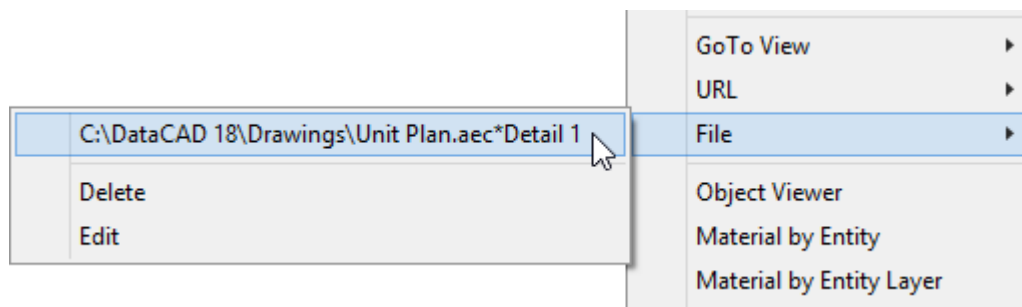 GoTo View
URL
File
C:\DataCAD 18\Drawings\Unit Plan.aec*Detail 1
Delete
Edit
Object Viewer
Material by Entity
Material by Entity Layer